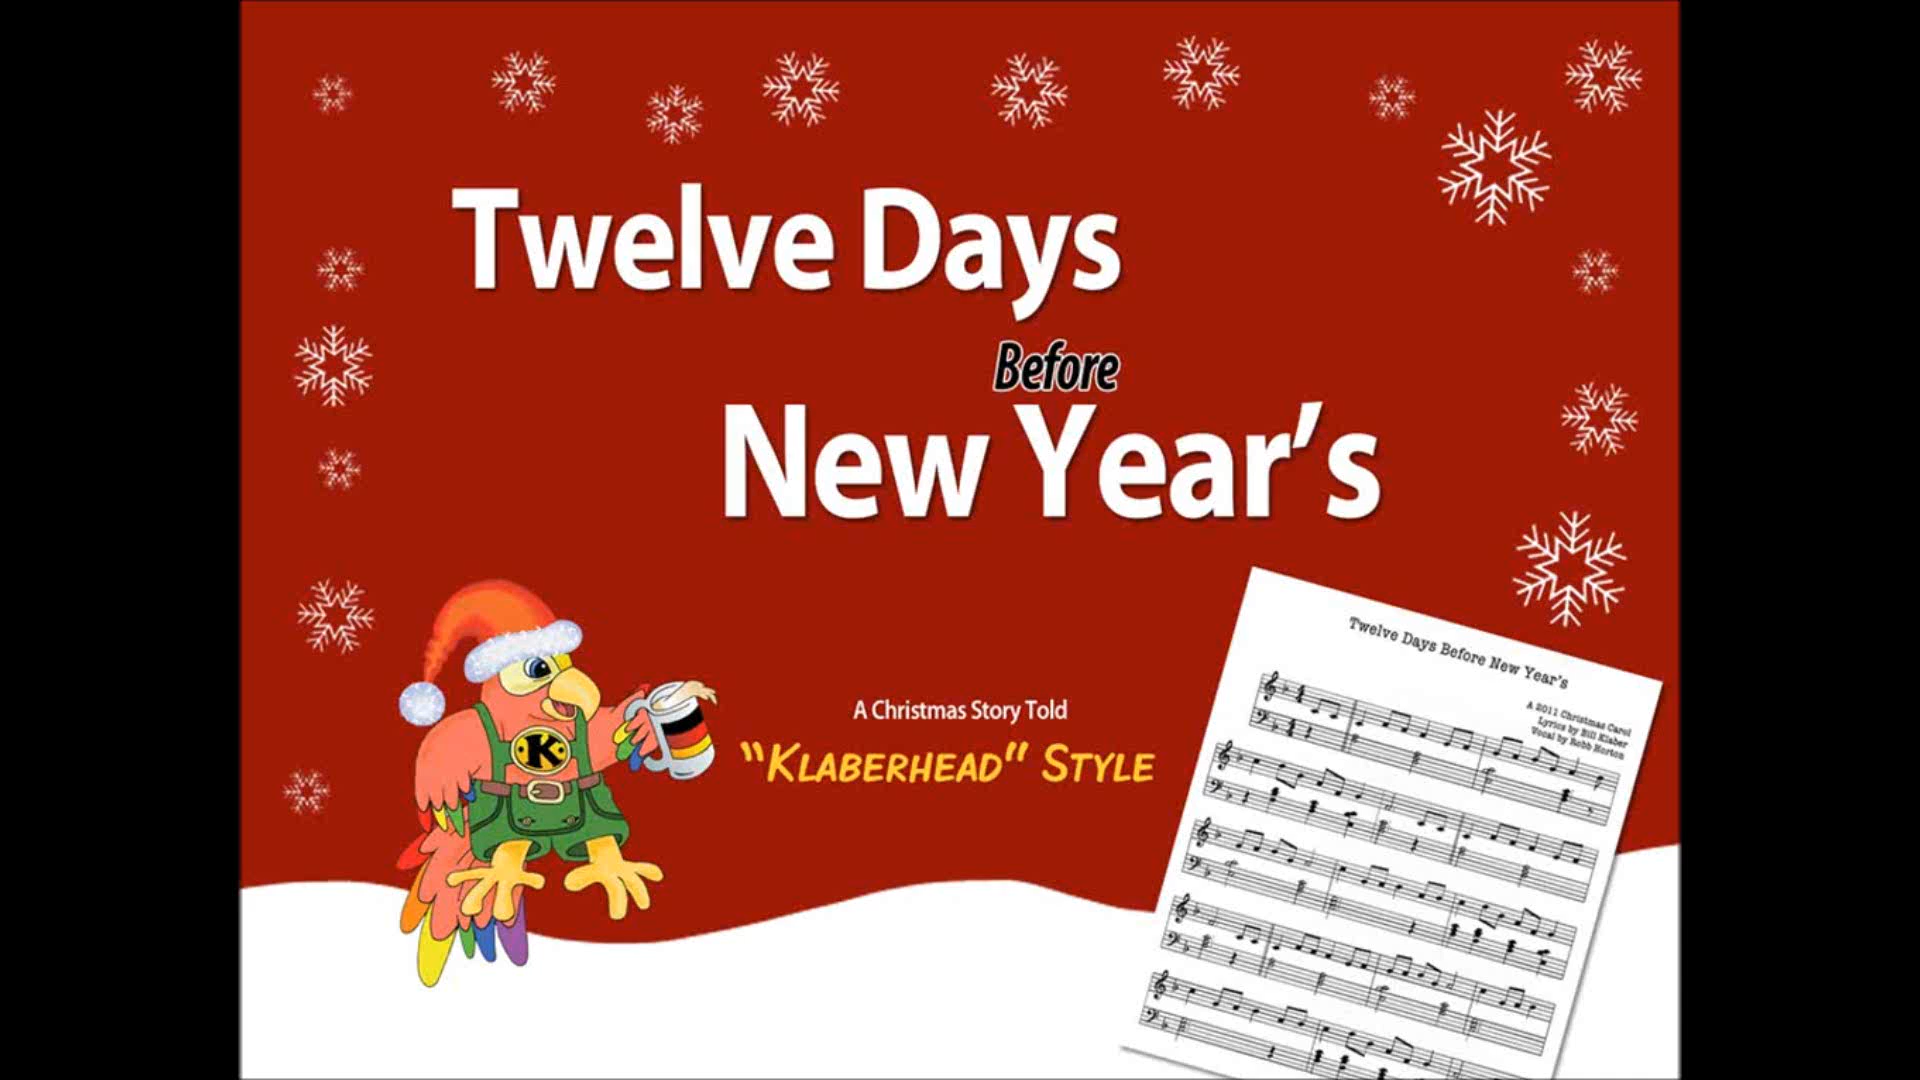 Twelve Days
Before
New Year's
A Christmas Story Told
"KLABERHEAD" STYLE
K
Twelve Days Before New Year's
A 2011 Christmas Carol
Lyrics by Bill Klaber
Vocal by Robb Horton